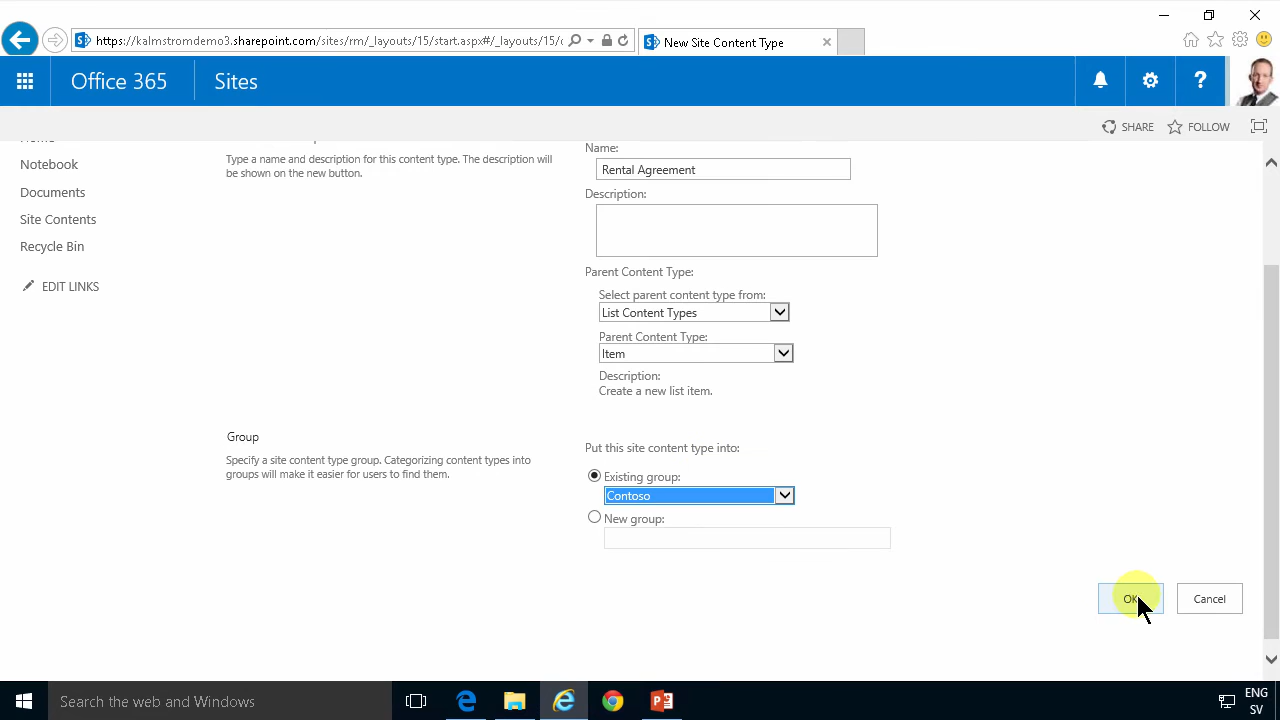 https://kalmstromdemo3.sharepoint.com/sites/rm/_layouts/15/start.aspx#/_layouts/15/
New Site Content Type
Office 365
Sites
?
SHARE
FOLLOW
Notebook
Documents
Site Contents
Recycle Bin
EDIT LINKS
Type a name and description for this content type. The description will
be shown on the new button.
Name:
Rental Agreement
Description:
Parent Content Type:
Select parent content type from:
List Content Types
Parent Content Type:
Item
Description:
Create a new list item.
Group
Specify a site content type group. Categorizing content types into
groups will make it easier for users to find them.
Put this site content type into:
Existing group:
Contoso
New group:
OK
Cancel
Search the web and Windows
ENG
SV